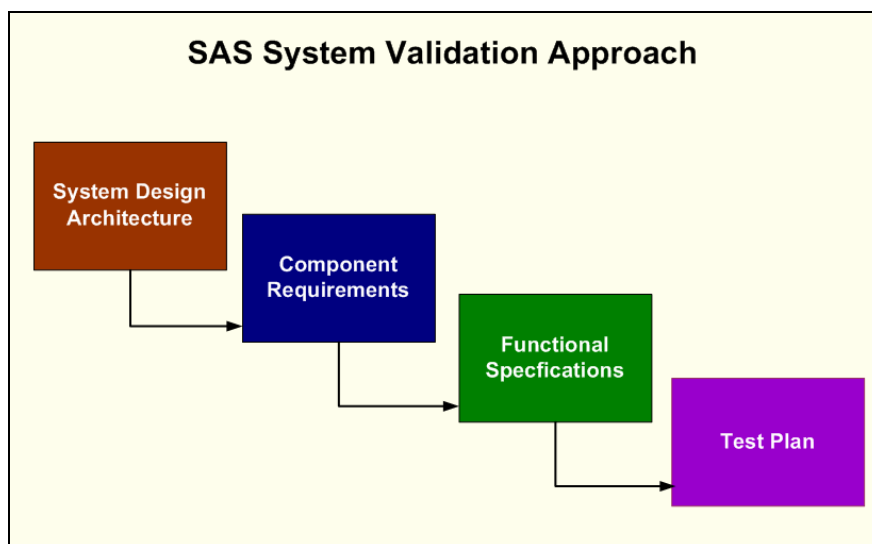 SAS System Validation Approach
System Design
Architecture
Component
Requirements
Functional
Specfications
Test Plan